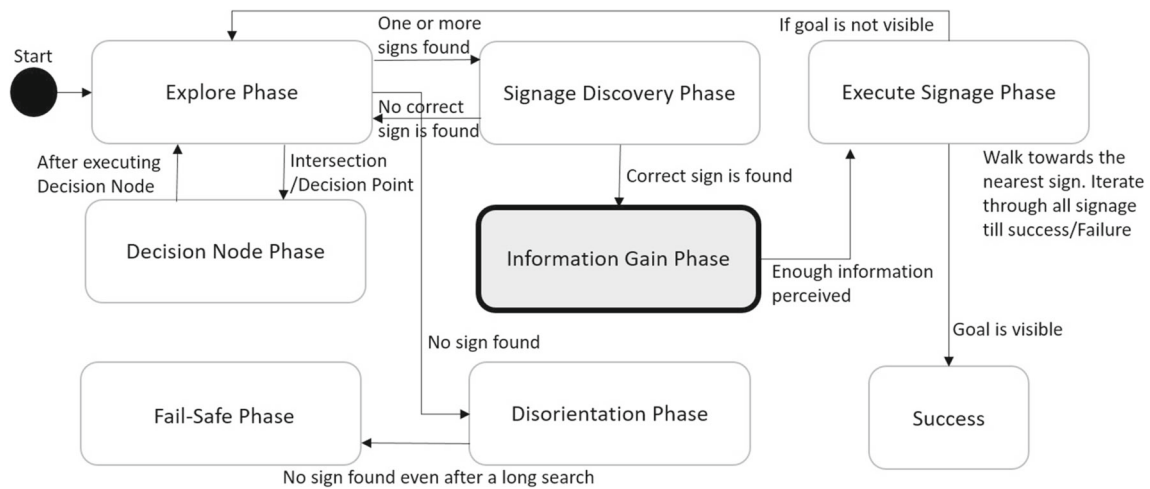 One or more
signs found
If goal is not visible
Start
Explore Phase
Signage Discovery Phase
Execute Signage Phase
No correct
sign is found
After executing
Decision Node
Intersection
/Decision Point
Correct sign is found
Walk towards the
nearest sign. Iterate
through all signage
till success/Failure
Decision Node Phase
Information Gain Phase
Enough information
perceived
No sign found
Goal is visible
Fail-Safe Phase
Disorientation Phase
Success
No sign found even after a long search